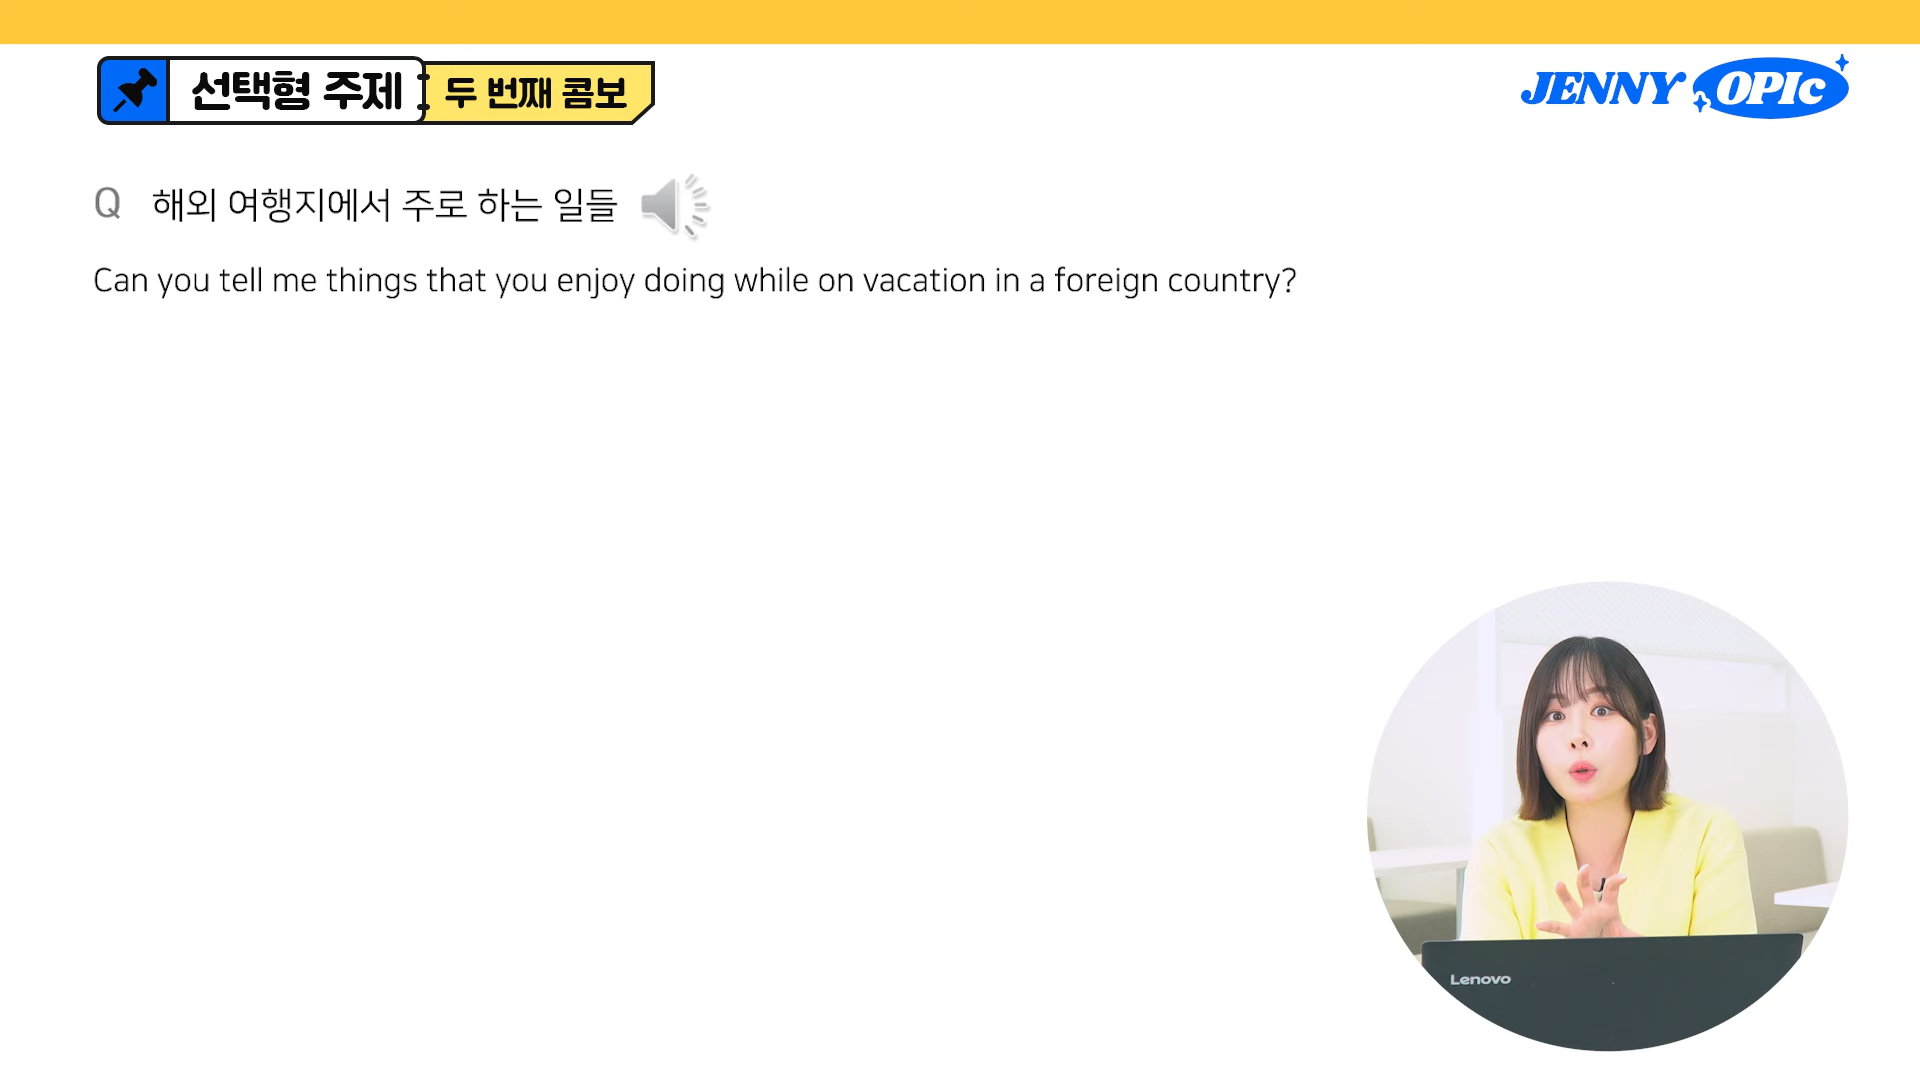 선택형 주제 두 번째 콤보
JENNY OPIc
Q 해외 여행지에서 주로 하는 일들
Can you tell me things that you enjoy doing while on vacation in a foreign country?
Lenovo